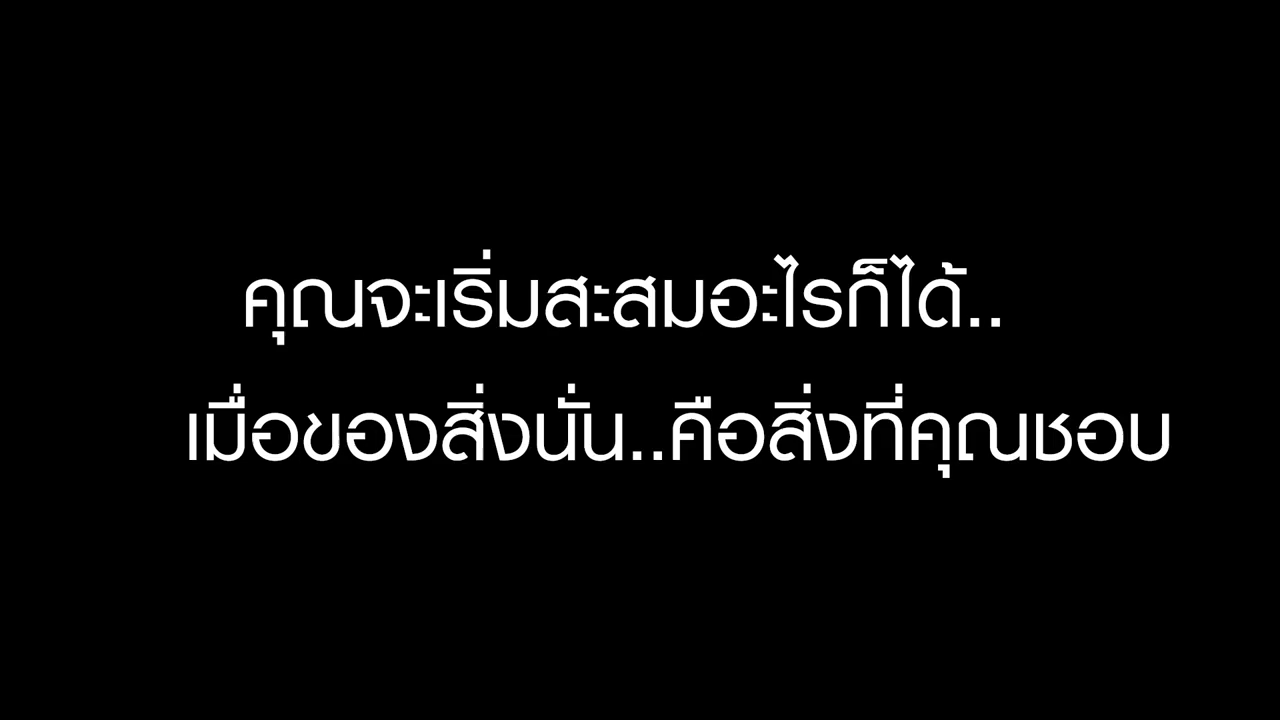 คุณจะเริ่มสะสมอะไรก็ได้..
เมื่อของสิ่งนั่น..คือสิ่งที่คุณชอบ